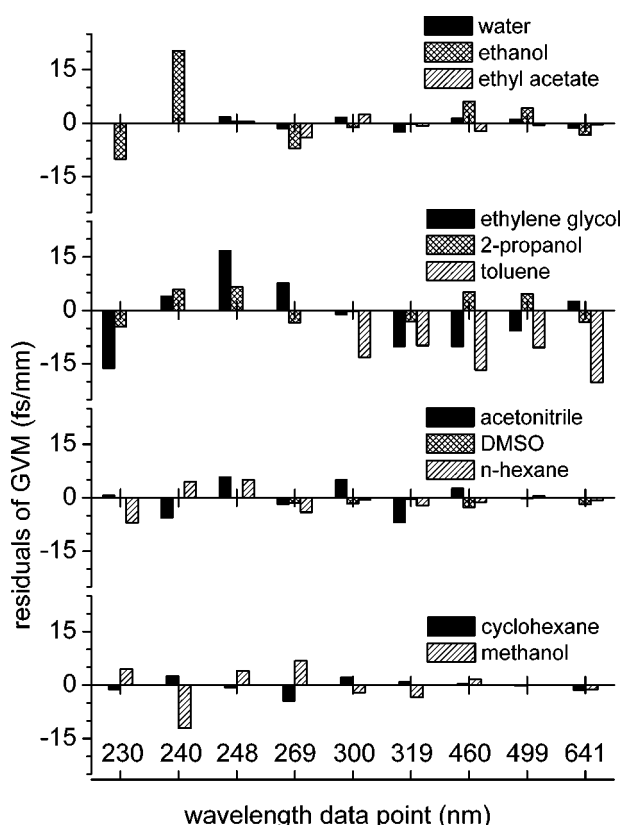 water
ethanol
ethyl acetate
15
0
-15
ethylene glycol
2-propanol
toluene
15
0
-15
acetonitrile
DMSO
n-hexane
15
0
-15
cyclohexane
methanol
15
0
-15
230 240 248 269 300 319 460 499 641
wavelength data point (nm)
residuals of GVM (fs/mm)